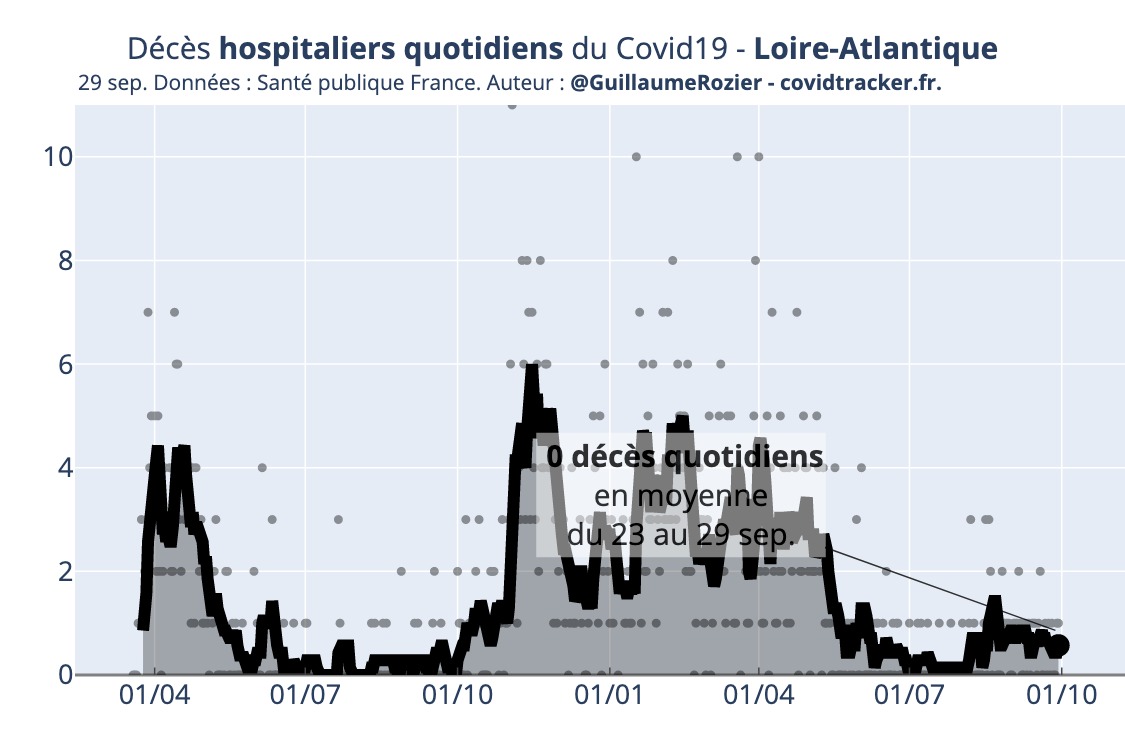 Décès hospitaliers quotidiens du Covid19 - Loire-Atlantique
29 sep. Données : Santé publique France. Auteur : @GuillaumeRozier - covidtracker.fr.
10
8
6
4
2
0
0 décès quotidiens
en moyenne
du 23 au 29 sep.
01/04 01/07 01/10 01/01 01/04 01/07 01/10